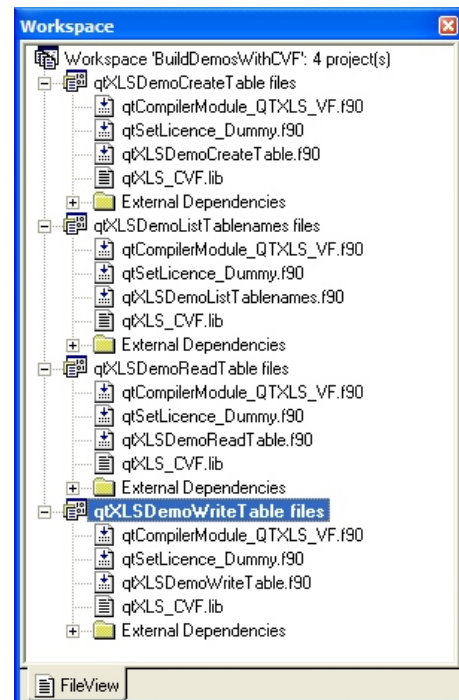 Workspace
Workspace 'BuildDemosWithCVF': 4 project(s)
qtXLSDemoCreateTable files
qtCompilerModule_QTXLS_VF.f90
qtSetLicence_Dummy.f90
qtXLSDemoCreateTable.f90
qtXLS_CVF.lib
External Dependencies
qtXLSDemoListTablenames files
qtCompilerModule_QTXLS_VF.f90
qtSetLicence_Dummy.f90
qtXLSDemoListTablenames.f90
qtXLS_CVF.lib
External Dependencies
qtXLSDemoReadTable files
qtCompilerModule_QTXLS_VF.f90
qtSetLicence_Dummy.f90
qtXLSDemoReadTable.f90
qtXLS_CVF.lib
External Dependencies
qtXLSDemoWriteTable files
qtCompilerModule_QTXLS_VF.f90
qtSetLicence_Dummy.f90
qtXLSDemoWriteTable.f90
qtXLS_CVF.lib
External Dependencies
FileView